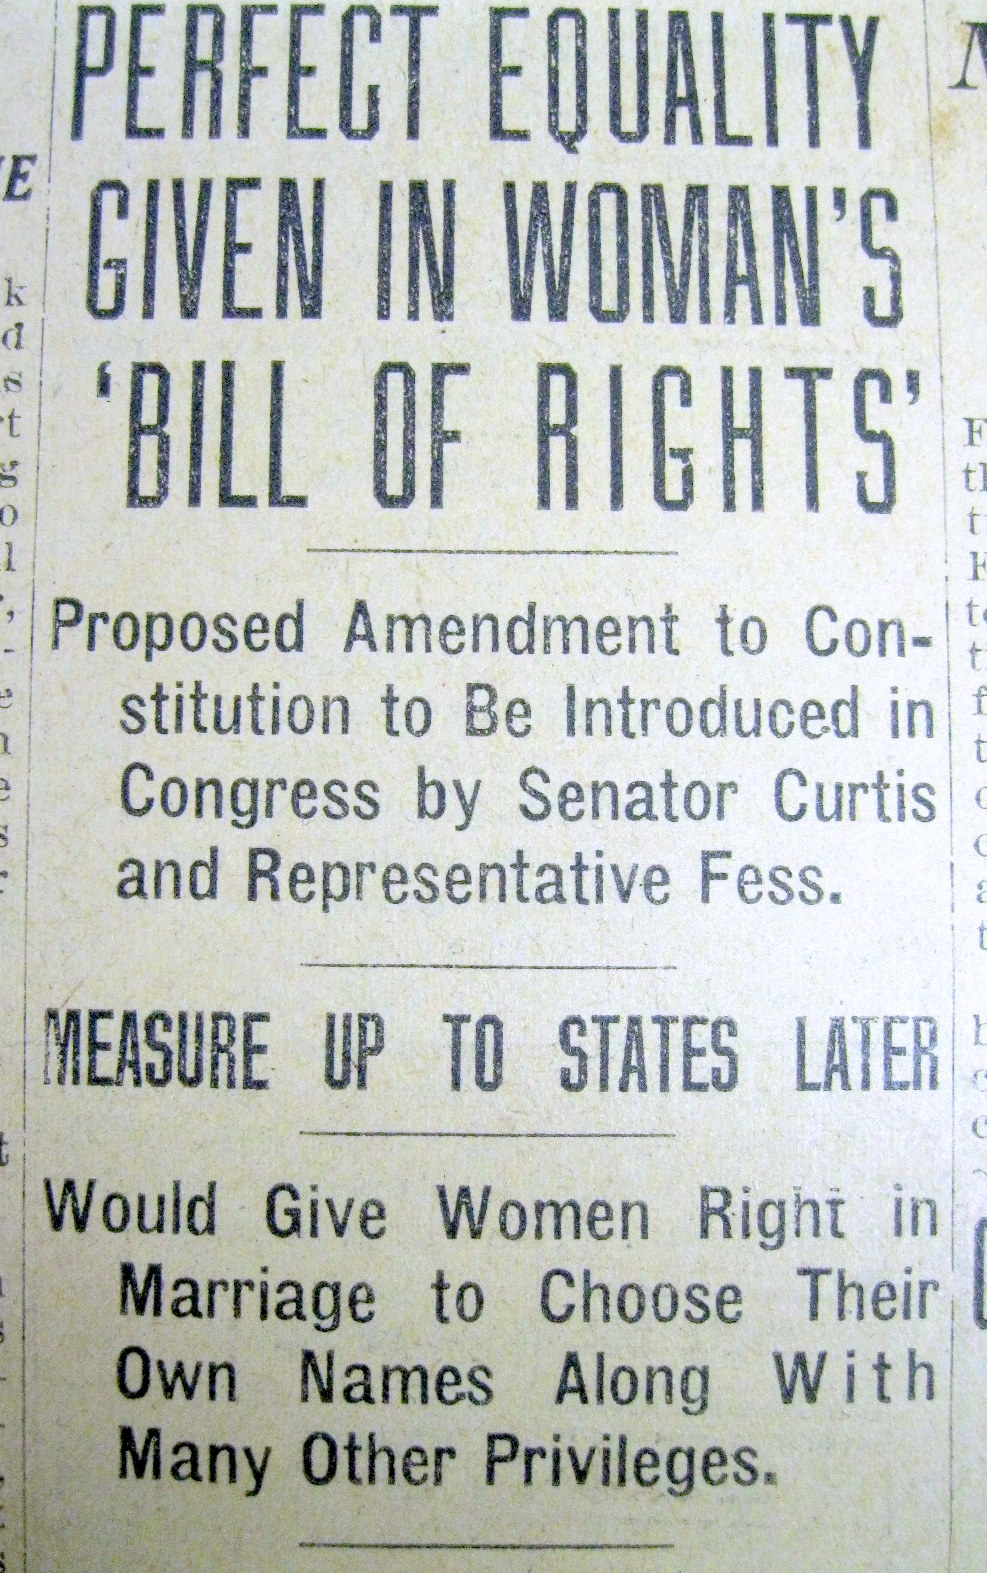 PERFECT EQUALITY
GIVEN IN WOMAN'S
'BILL OF RIGHTS'
Proposed Amendment to Con-
stitution to Be Introduced in
Congress by Senator Curtis
and Representative Fess.
MEASURE UP TO STATES LATER
Would Give Women Right in
Marriage to Choose Their
Own Names Along With
Many Other Privileges.